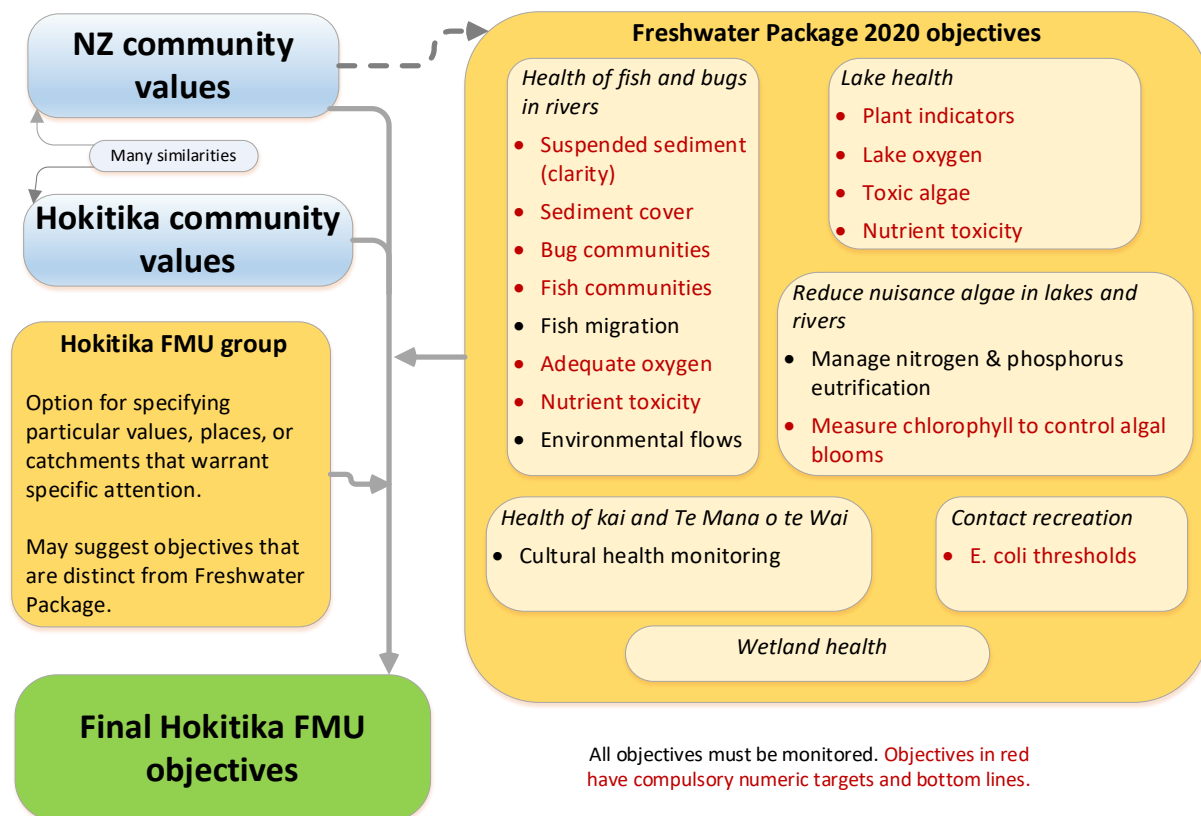 NZ community
values
Many similarities
Hokitika community
values
Hokitika FMU group
Option for specifying
particular values, places, or
catchments that warrant
specific attention.
May suggest objectives that
are distinct from Freshwater
Package.
Final Hokitika FMU
objectives
Freshwater Package 2020 objectives
Health of fish and bugs
in rivers
• Suspended sediment
(clarity)
• Sediment cover
• Bug communities
• Fish communities
• Fish migration
• Adequate oxygen
• Nutrient toxicity
• Environmental flows
Lake health
• Plant indicators
• Lake oxygen
• Toxic algae
• Nutrient toxicity
Reduce nuisance algae in lakes and
rivers
• Manage nitrogen & phosphorus
eutrification
• Measure chlorophyll to control algal
blooms
Health of kai and Te Mana o te Wai
• Cultural health monitoring
Contact recreation
• E. coli thresholds
Wetland health
All objectives must be monitored. Objectives in red
have compulsory numeric targets and bottom lines.